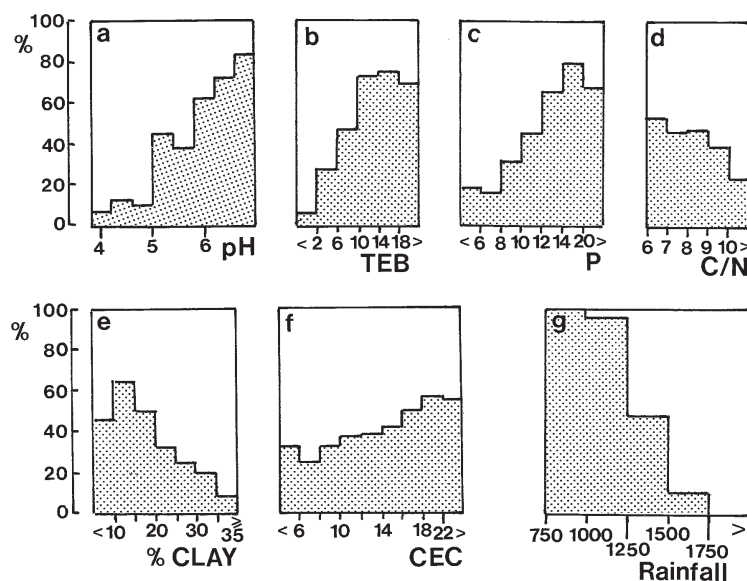 %
100
80
60
40
20
0
a
4 5 6
pH
b
< 2 6 10 14 18 >
TEB
c
< 6 8 10 12 14 20 >
P
d
6 7 8 9 10 >
C/N
%
100
80
60
40
20
0
e
< 10 20 30 ≥ 35
% CLAY
f
< 6 10 14 18 22 >
CEC
g
750 1000 1250 1500 1750 >
Rainfall